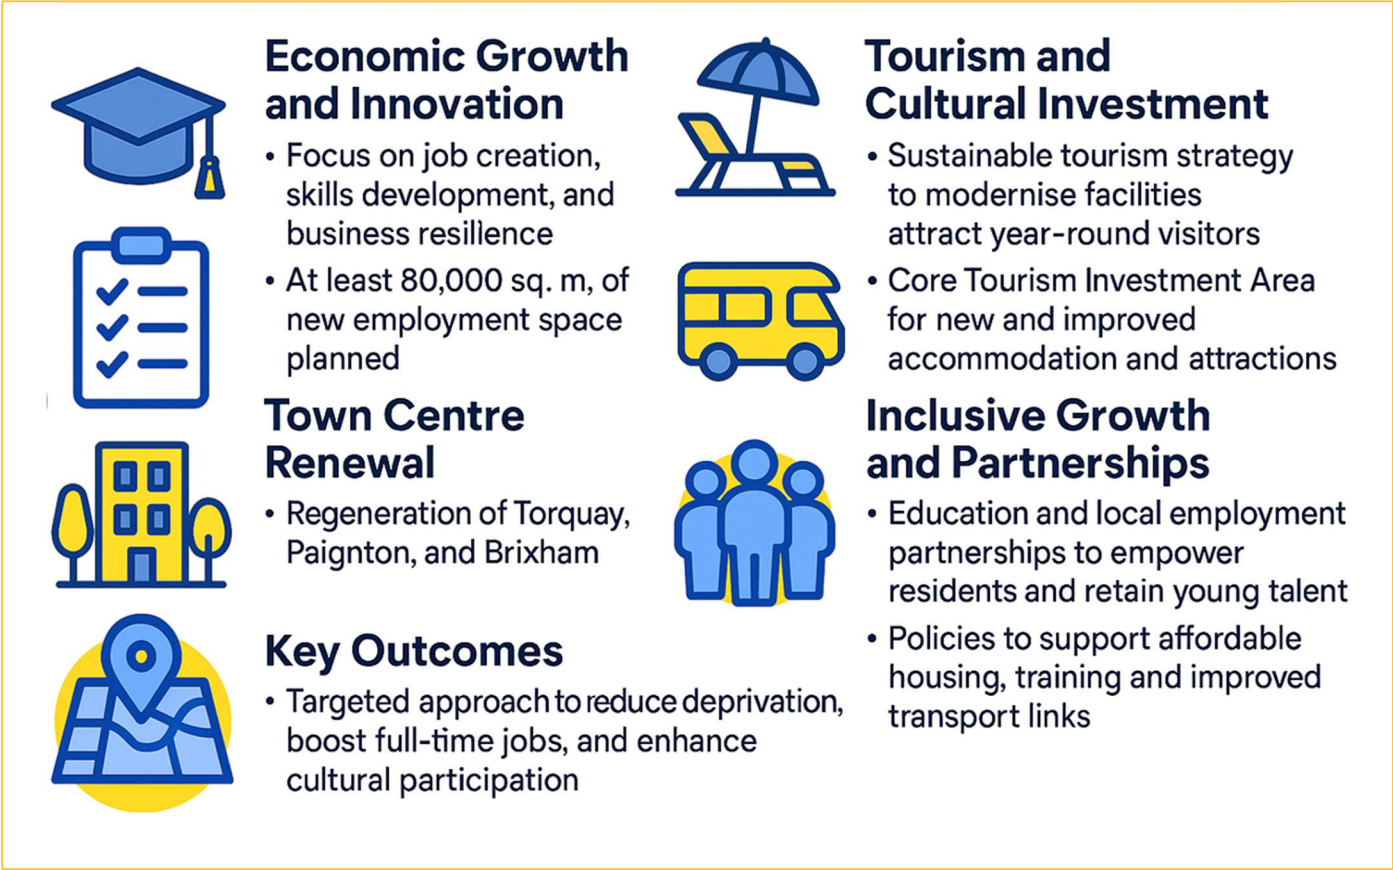 Economic Growth
and Innovation
• Focus on job creation,
skills development, and
business resilience
• At least 80,000 sq. m, of
new employment space
planned
Town Centre
Renewal
• Regeneration of Torquay,
Paignton, and Brixham
Key Outcomes
• Targeted approach to reduce deprivation,
boost full-time jobs, and enhance
cultural participation
Tourism and
Cultural Investment
• Sustainable tourism strategy
to modernise facilities
attract year-round visitors
• Core Tourism Investment Area
for new and improved
accommodation and attractions
Inclusive Growth
and Partnerships
• Education and local employment
partnerships to empower
residents and retain young talent
• Policies to support affordable
housing, training and improved
transport links